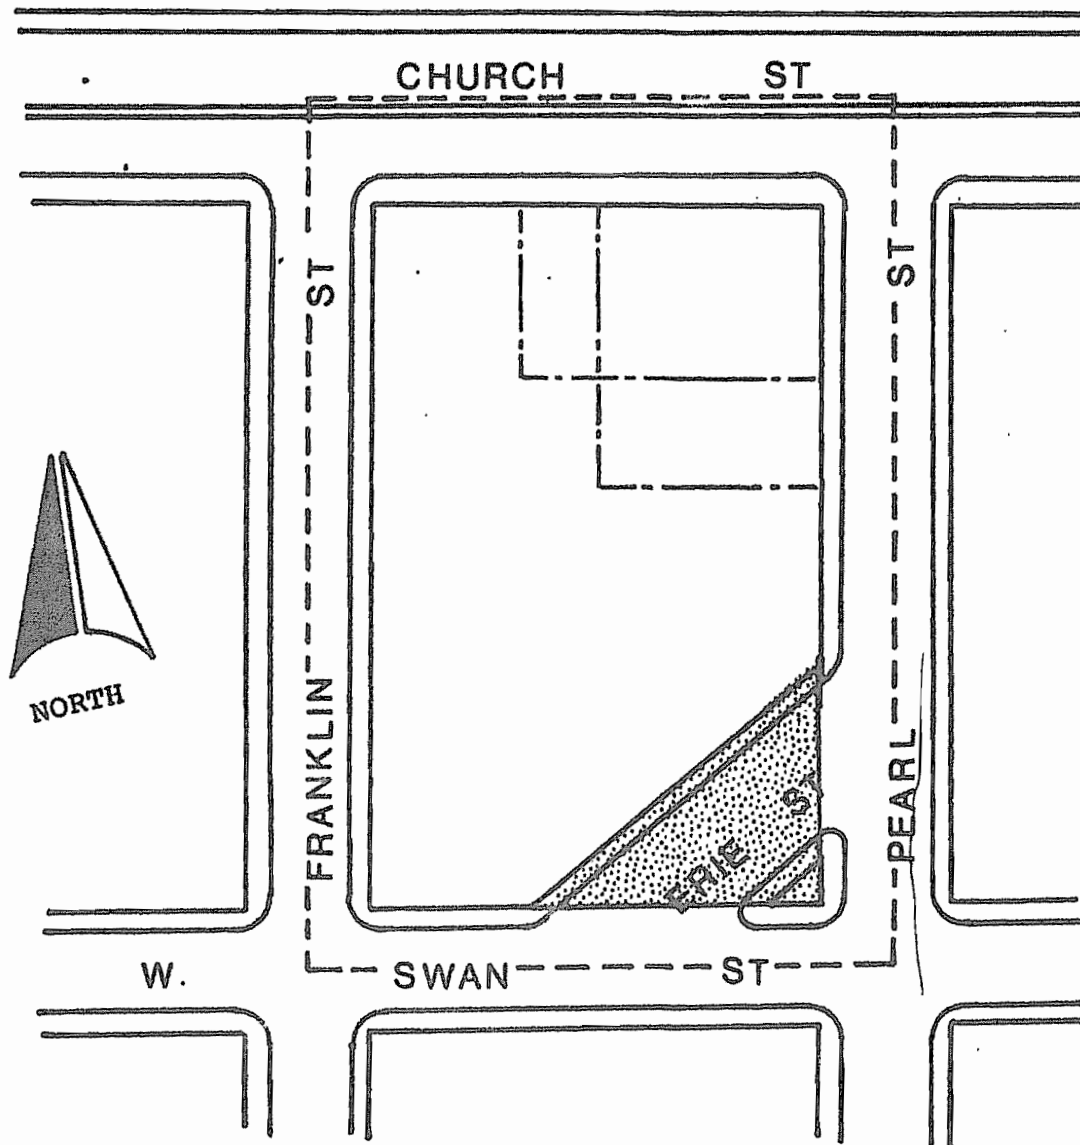 CHURCH ST
ST
ST
NORTH
FRANKLIN
PEARL
ERIE ST
W. SWAN ST